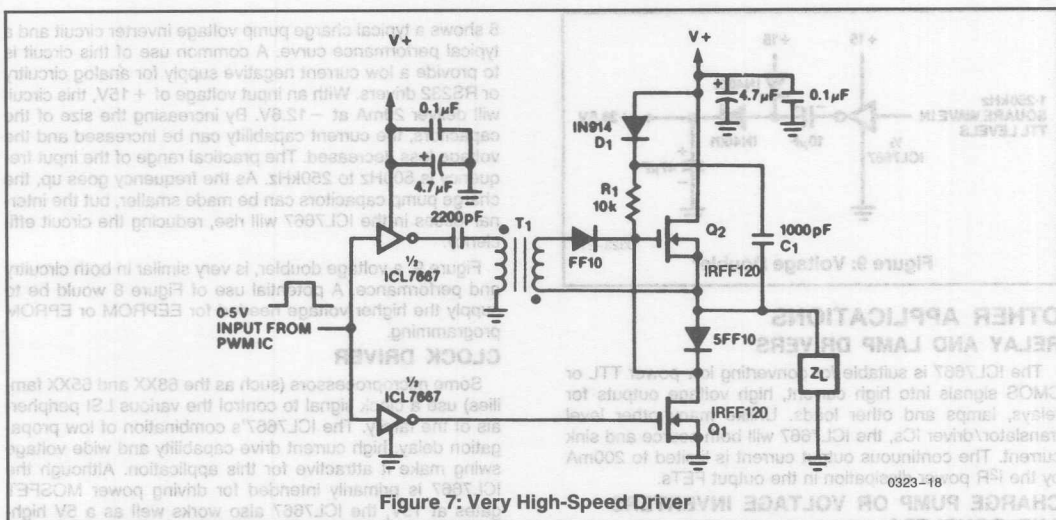 V+
0.1µF
4.7µF
2200pF
½
ICL7667
0-5V
INPUT FROM
PWM IC
½
ICL7667
T1
FF10
IN914
D1
R1
10k
V+
4.7µF
0.1µF
Q2
IRFF120
1000pF
C1
5FF10
ZL
IRFF120
Q1
0323-18
Figure 7: Very High-Speed Driver
8 shows a typical charge pump voltage inverter circuit and a
typical performance curve. A common use of this circuit is
to provide a low current negative supply for analog circuitry
or RS232 drivers. With an input voltage of +15V, this circuit
will deliver 20mA at −12.6V. By increasing the size of the
capacitors, the current capability can be increased and the
voltage loss decreased. The practical range of the input fre-
quency is 500Hz to 250kHz. As the frequency goes up, the
charge pump capacitors can be made smaller, but the inter-
nal losses in the ICL7667 will rise, reducing the circuit effi-
ciency.
Figure 9, a voltage doubler, is very similar in both circuitry
and performance. A potential use of Figure 8 would be to
supply the higher voltage needed for EEPROM or EPROM
programming.
CLOCK DRIVER
Some microprocessors (such as the 68XX and 65XX fam-
ilies) use a clock signal to control the various LSI peripher-
als of the family. The ICL7667's combination of low propa-
gation delay, high current drive capability and wide voltage
swing make it attractive for this application. Although the
ICL7667 is primarily intended for driving power MOSFET
gates at 15V, the ICL7667 also works well as a 5V high-
+15
1-250kHz
SQUARE WAVE IN
TTL LEVELS
½
ICL7667
Figure 9: Voltage Doubler
OTHER APPLICATIONS
RELAY AND LAMP DRIVERS
The ICL7667 is suitable for converting low power TTL or
CMOS signals into high current, high voltage outputs for
relays, lamps and other loads. Unlike many other level
translator/driver ICs, the ICL7667 will both source and sink
current. The continuous output current is limited to 200mA
by the I²R power dissipation in the output FETs.
CHARGE PUMP OR VOLTAGE INVERTERS